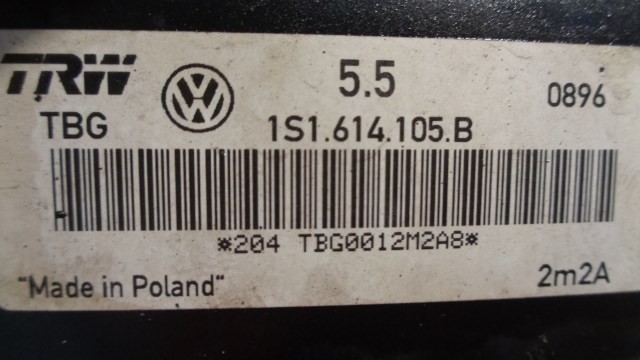 TRW
5.5
0896
TBG
1S1.614.105.B
*204 TBG0012M2A8*
"Made in Poland"
2m2A